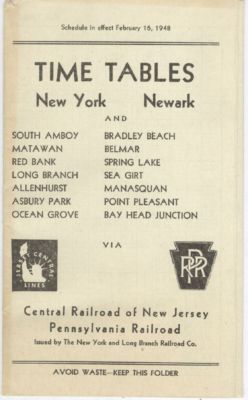 Schedule in effect February 16, 1948
TIME TABLES
New York Newark
AND
SOUTH AMBOY BRADLEY BEACH
MATAWAN BELMAR
RED BANK SPRING LAKE
LONG BRANCH SEA GIRT
ALLENHURST MANASQUAN
ASBURY PARK POINT PLEASANT
OCEAN GROVE BAY HEAD JUNCTION
VIA
JERSEY CENTRAL
LINES
PRR
Central Railroad of New Jersey
Pennsylvania Railroad
Issued by The New York and Long Branch Railroad Co.
AVOID WASTE—KEEP THIS FOLDER